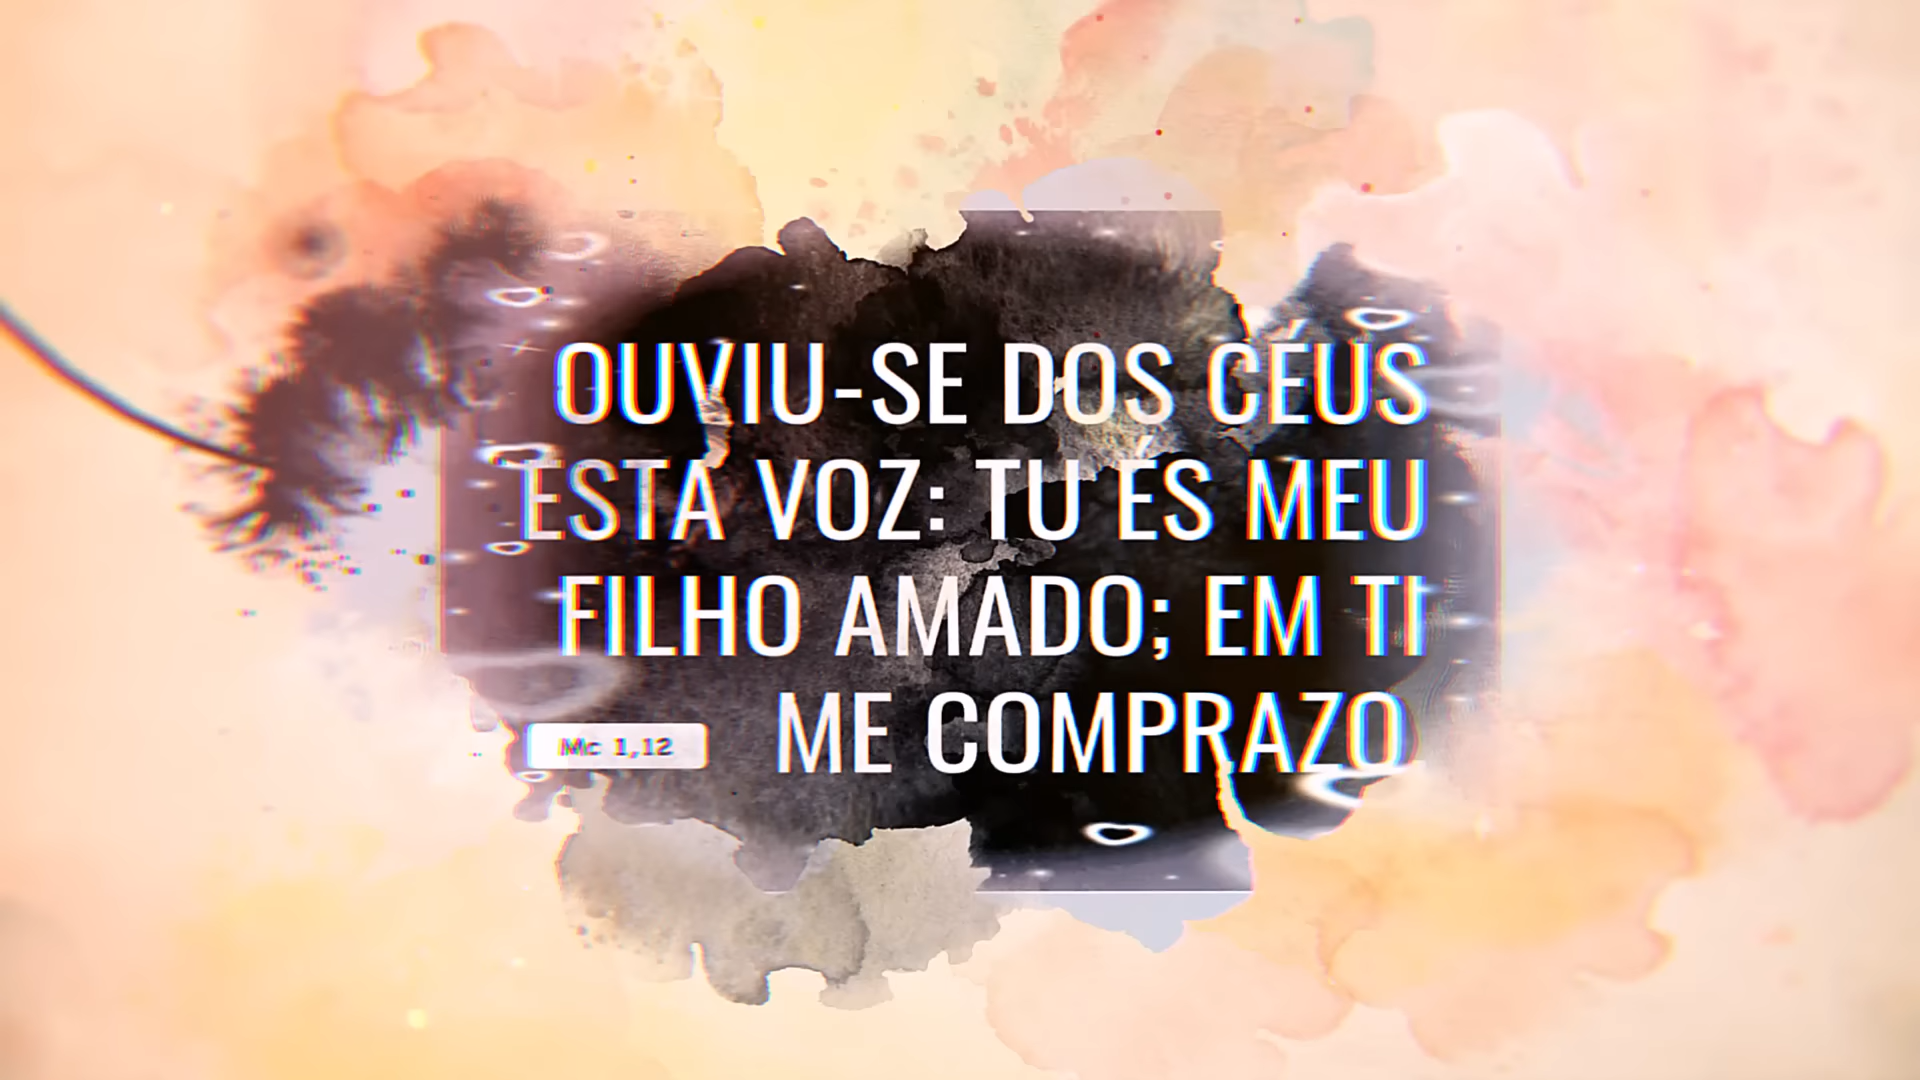 OUVIU-SE DOS CÉUS
ESTA VOZ: TU ÉS MEU
FILHO AMADO; EM TI
ME COMPRAZO
Mc 1,12